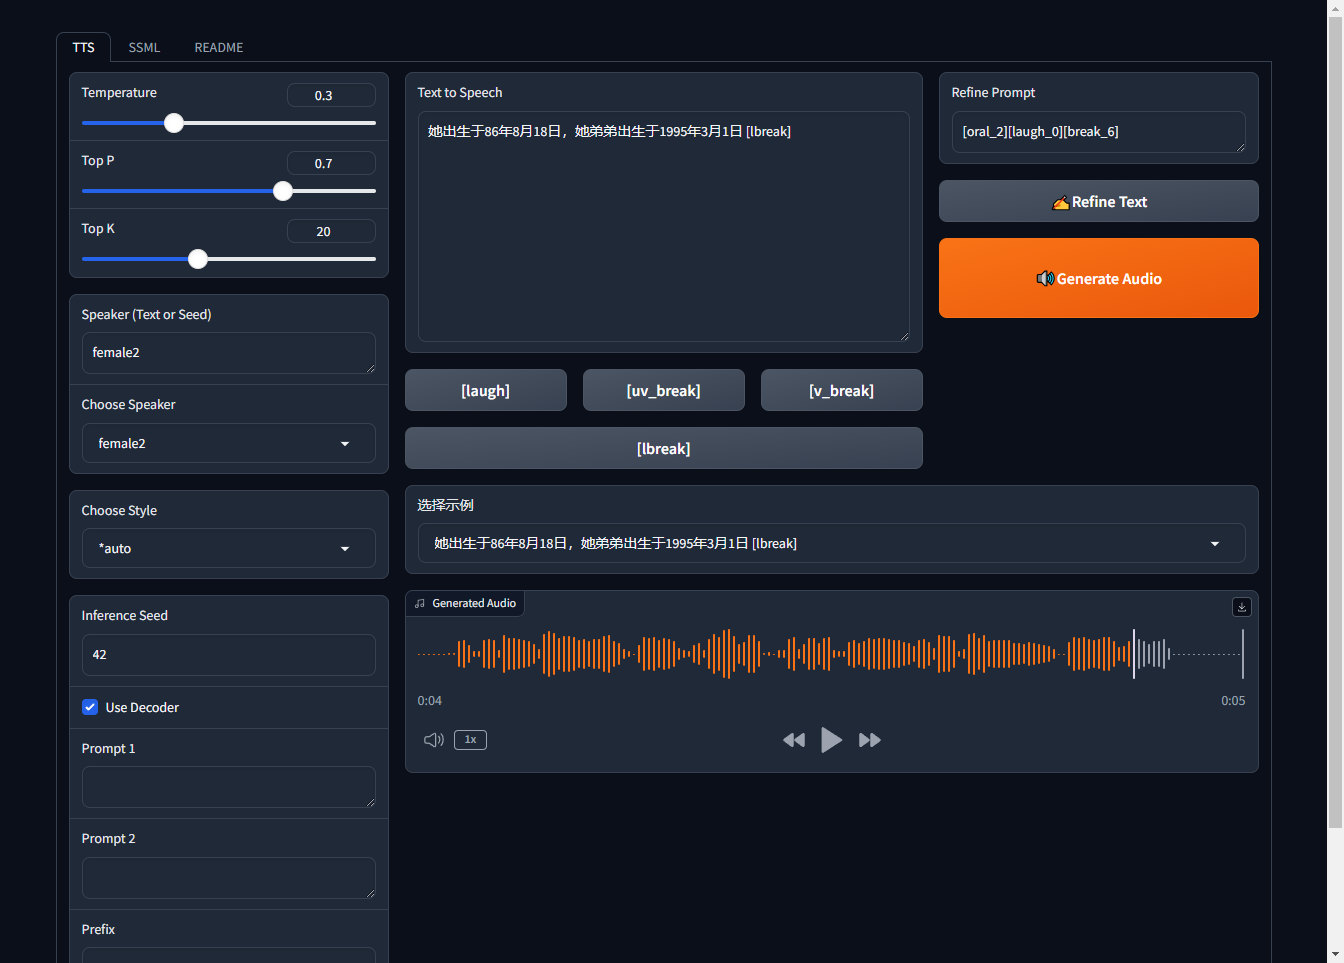 TTS
SSML
README
Temperature
0.3
Top P
0.7
Top K
20
Speaker (Text or Seed)
female2
Choose Speaker
female2
Choose Style
*auto
Inference Seed
42
Use Decoder
Prompt 1
Prompt 2
Prefix
Text to Speech
她出生于86年8月18日，她弟弟出生于1995年3月1日 [lbreak]
[laugh]
[uv_break]
[v_break]
[lbreak]
Refine Prompt
[oral_2][laugh_0][break_6]
✍️Refine Text
🔊Generate Audio
选择示例
她出生于86年8月18日，她弟弟出生于1995年3月1日 [lbreak]
Generated Audio
0:04
0:05
1x